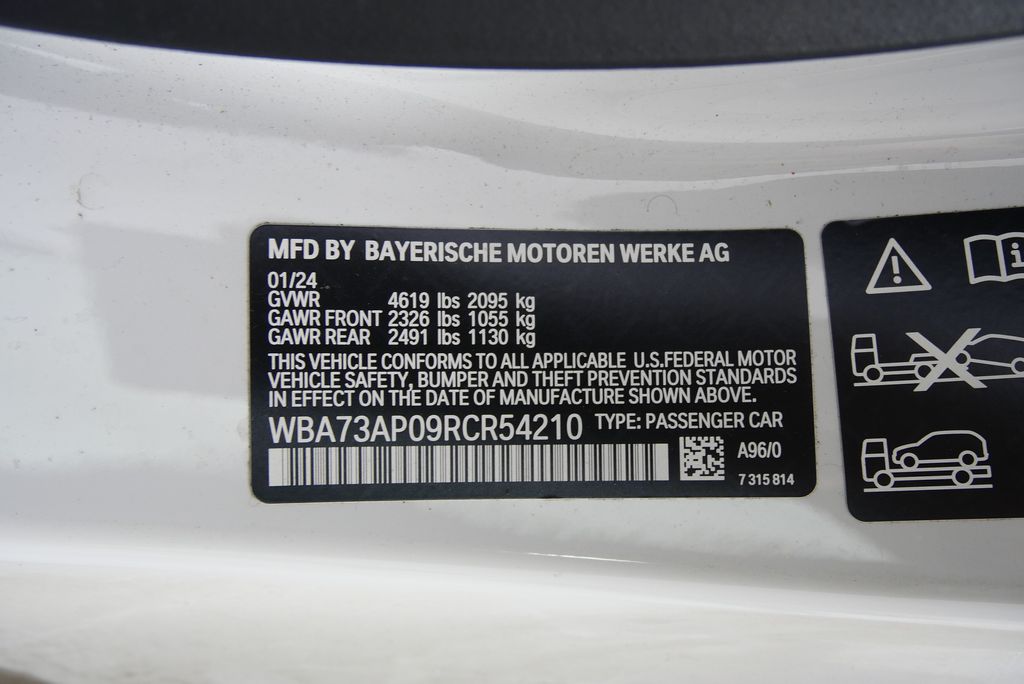 MFD BY BAYERISCHE MOTOREN WERKE AG
01/24
GVWR 4619 lbs 2095 kg
GAWR FRONT 2326 lbs 1055 kg
GAWR REAR 2491 lbs 1130 kg
THIS VEHICLE CONFORMS TO ALL APPLICABLE U.S.FEDERAL MOTOR
VEHICLE SAFETY, BUMPER AND THEFT PREVENTION STANDARDS
IN EFFECT ON THE DATE OF MANUFACTURE SHOWN ABOVE.
WBA73AP09RCR54210 TYPE: PASSENGER CAR
A96/0
7 315 814